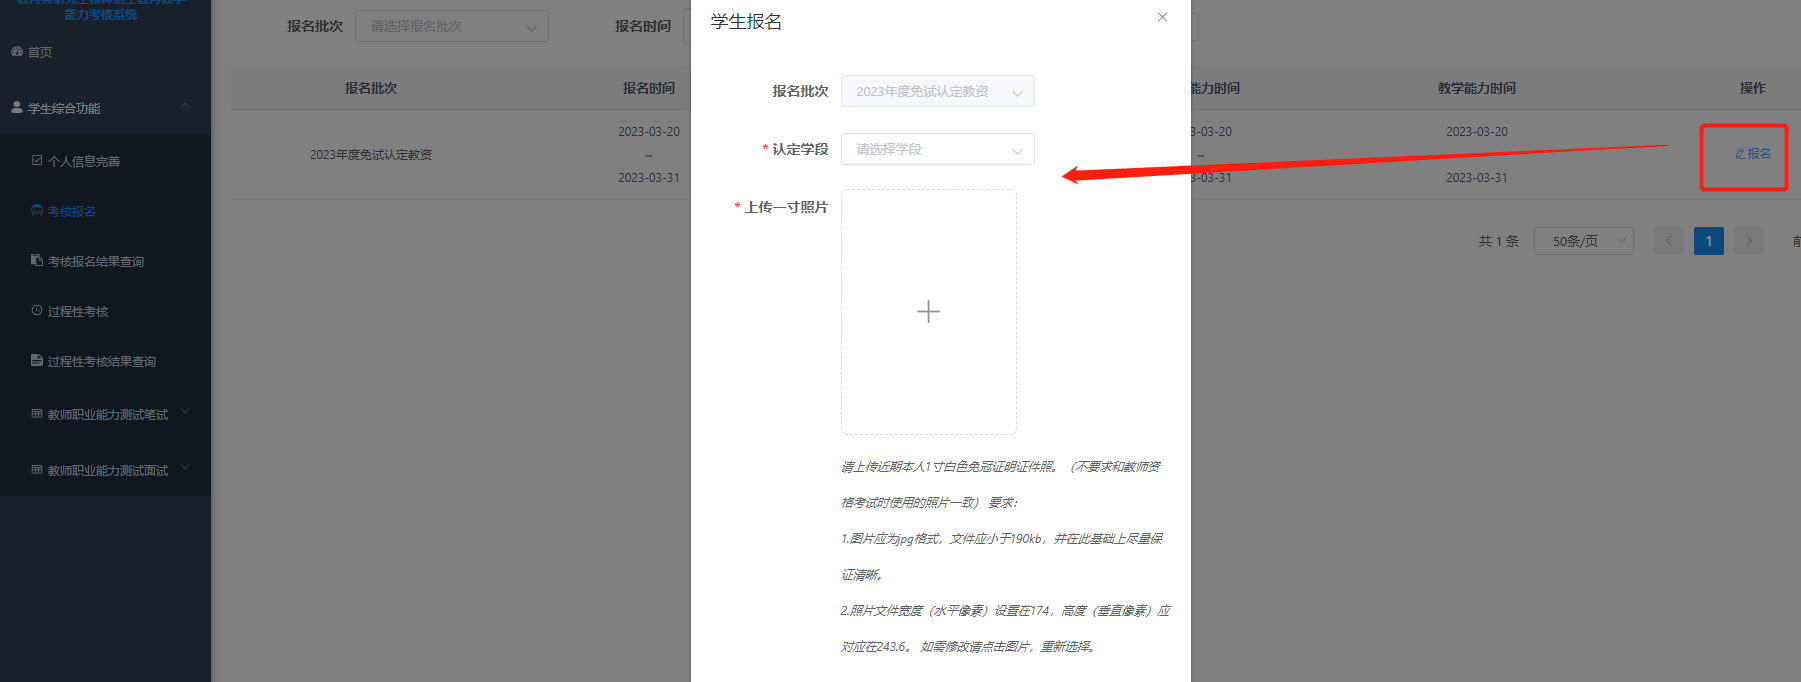 能力考核系统
首页
学生综合功能
个人信息完善
考核报名
考核报名结果查询
过程性考核
过程性考核结果查询
教师职业能力测试笔试
教师职业能力测试面试
报名批次 请选择报名批次 报名时间
报名批次 报名时间 能力时间 教学能力时间 操作
2023年度免试认定教资
2023-03-20
~
2023-03-31
3-03-20
~
3-03-31
2023-03-20
~
2023-03-31
报名
共 1 条 50条/页 < 1 > 前
学生报名
报名批次 2023年度免试认定教资
* 认定学段 请选择学段
* 上传一寸照片
请上传近期本人1寸白色免冠证明证件照。（不要求和教师资
格考试时使用的照片一致） 要求：
1.图片应为jpg格式，文件应小于190kb，并在此基础上尽量保
证清晰。
2.照片文件宽度（水平像素）设置在174，高度（垂直像素）应
对应在243.6。 如需修改请点击图片，重新选择。